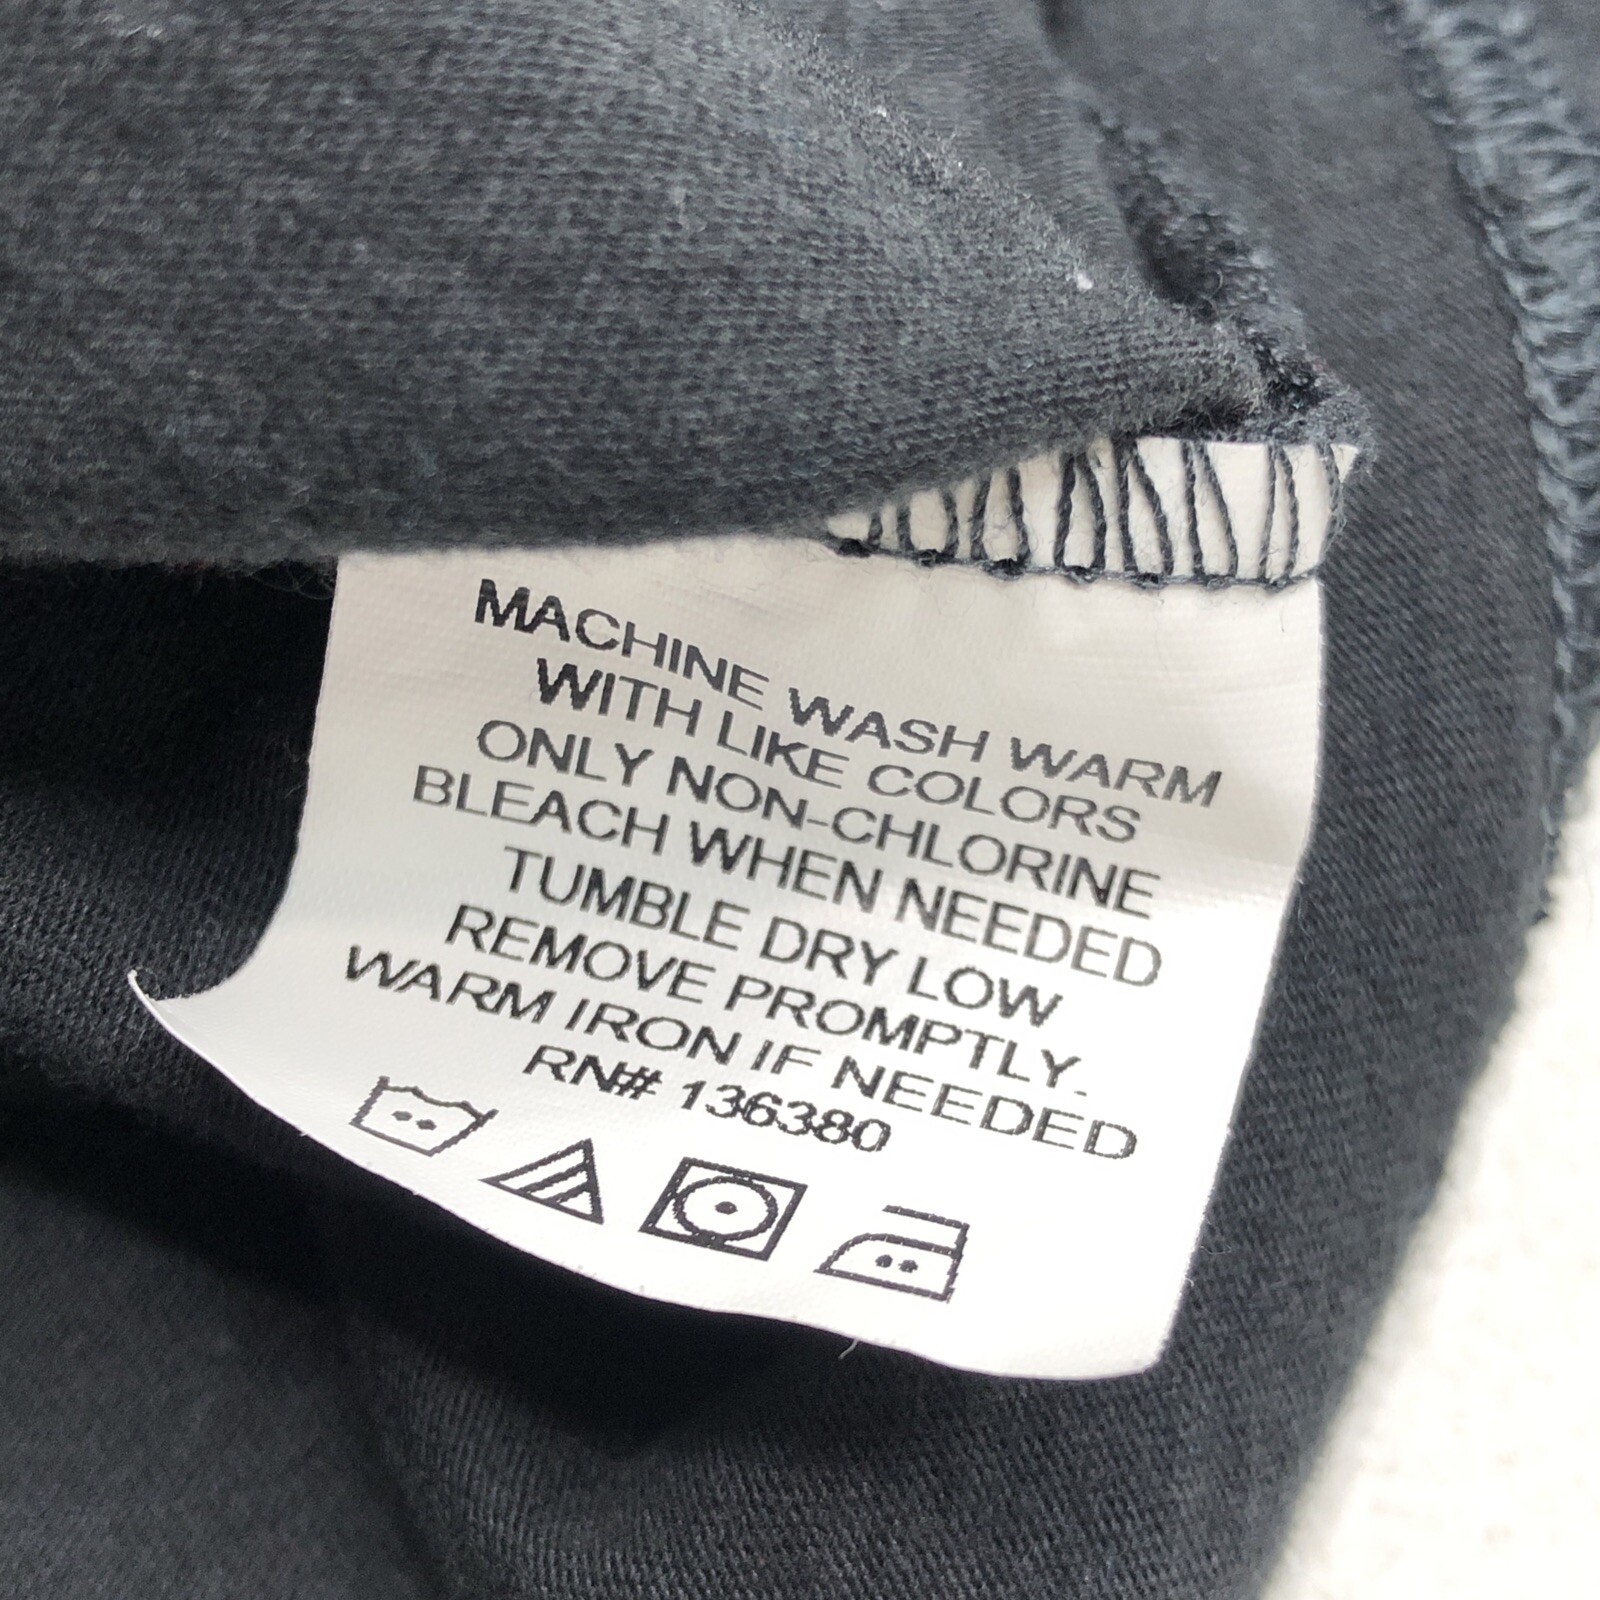 MACHINE WASH WARM
WITH LIKE COLORS
ONLY NON-CHLORINE
BLEACH WHEN NEEDED
TUMBLE DRY LOW
REMOVE PROMPTLY.
WARM IRON IF NEEDED
RN# 136380